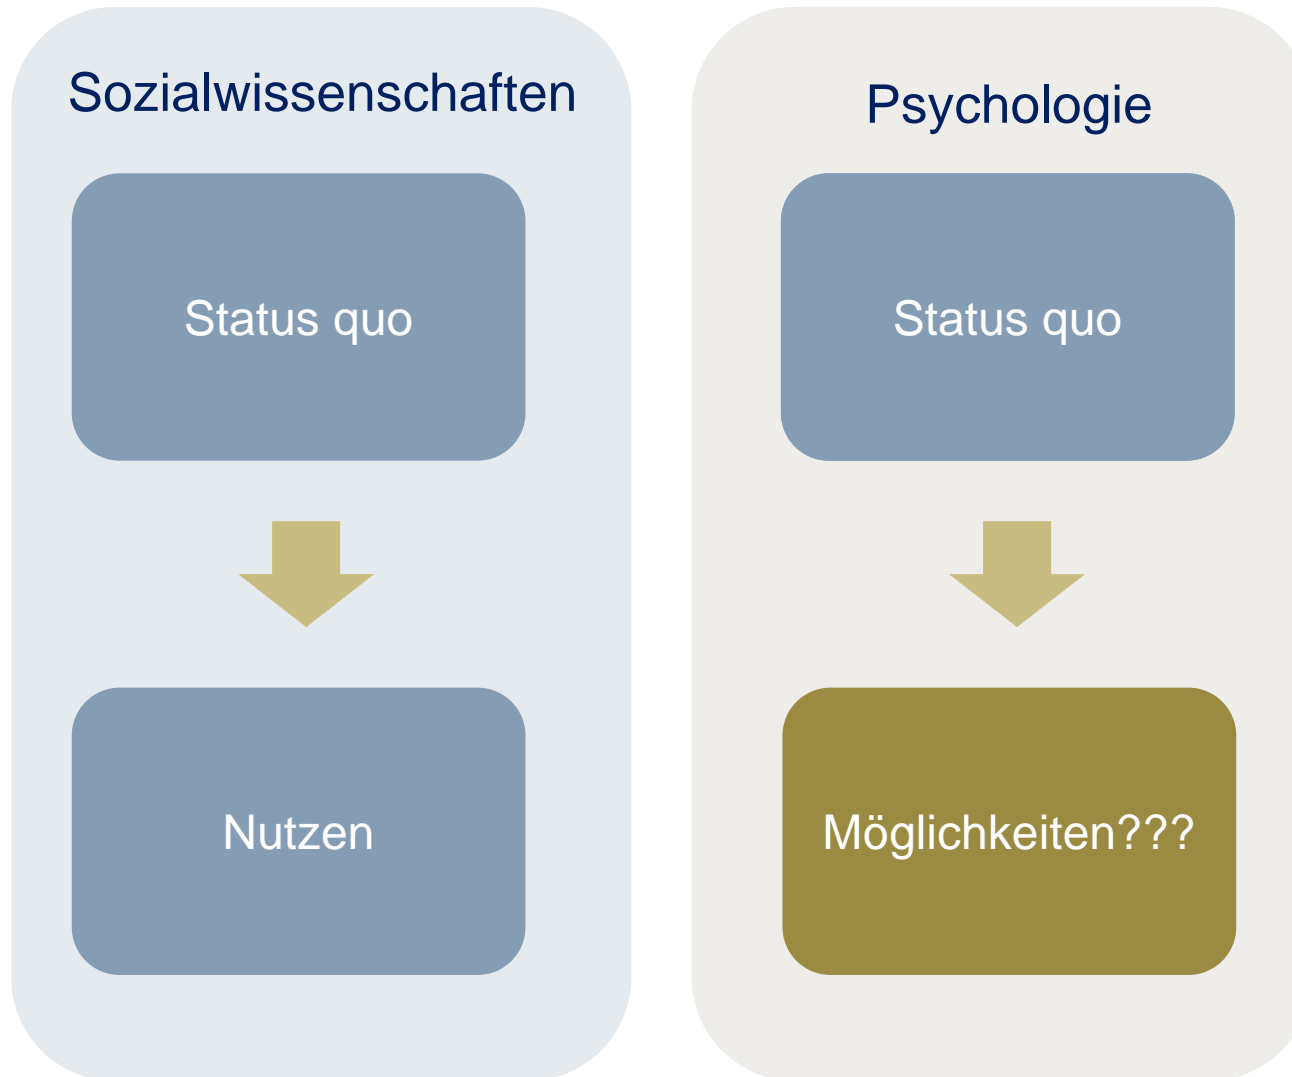 Sozialwissenschaften
Status quo
Nutzen
Psychologie
Status quo
Möglichkeiten???